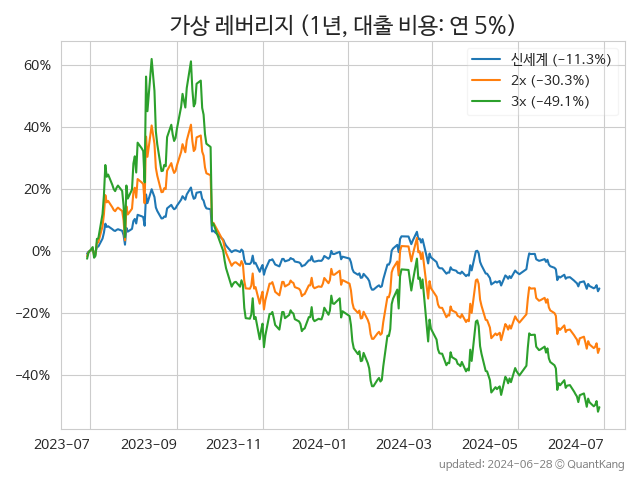 가상 레버리지 (1년, 대출 비용: 연 5%)
신세계 (−11.3%)
2x (−30.3%)
3x (−49.1%)
60%
40%
20%
0%
−20%
−40%
2023-07 2023-09 2023-11 2024-01 2024-03 2024-05 2024-07
updated: 2024-06-28 © QuantKang